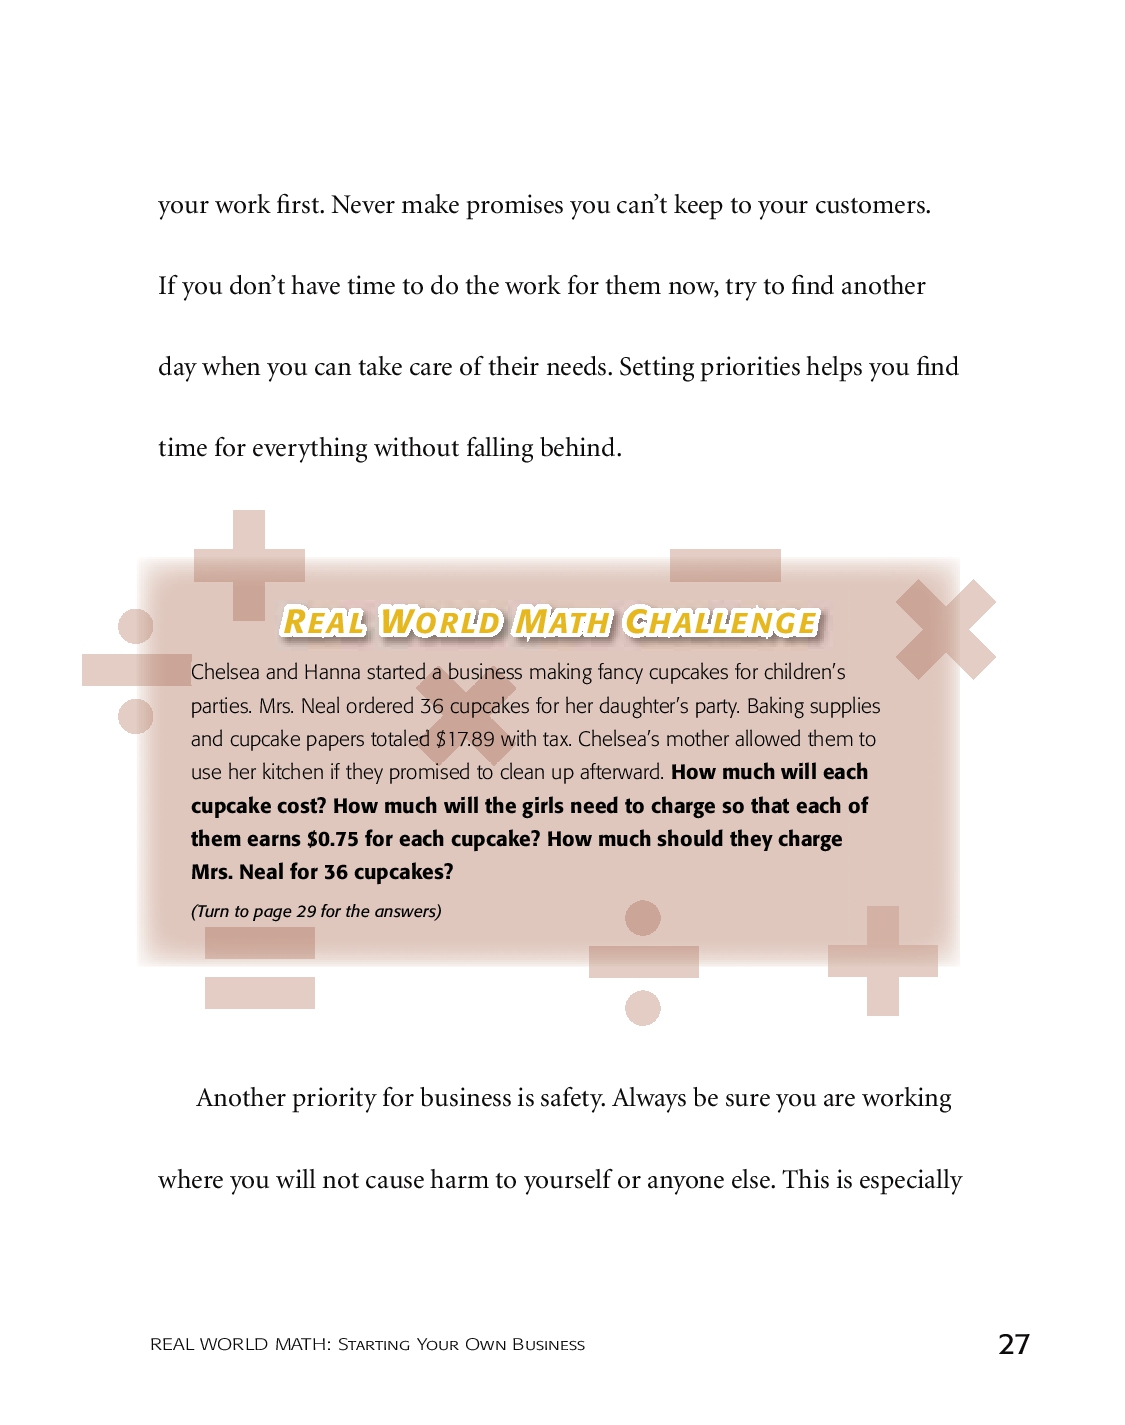 your work first. Never make promises you can’t keep to your customers.
If you don’t have time to do the work for them now, try to find another
day when you can take care of their needs. Setting priorities helps you find
time for everything without falling behind.
REAL WORLD MATH CHALLENGE
Chelsea and Hanna started a business making fancy cupcakes for children’s
parties. Mrs. Neal ordered 36 cupcakes for her daughter’s party. Baking supplies
and cupcake papers totaled $17.89 with tax. Chelsea’s mother allowed them to
use her kitchen if they promised to clean up afterward. How much will each
cupcake cost? How much will the girls need to charge so that each of
them earns $0.75 for each cupcake? How much should they charge
Mrs. Neal for 36 cupcakes?
(Turn to page 29 for the answers)
Another priority for business is safety. Always be sure you are working
where you will not cause harm to yourself or anyone else. This is especially
REAL WORLD MATH: STARTING YOUR OWN BUSINESS 27